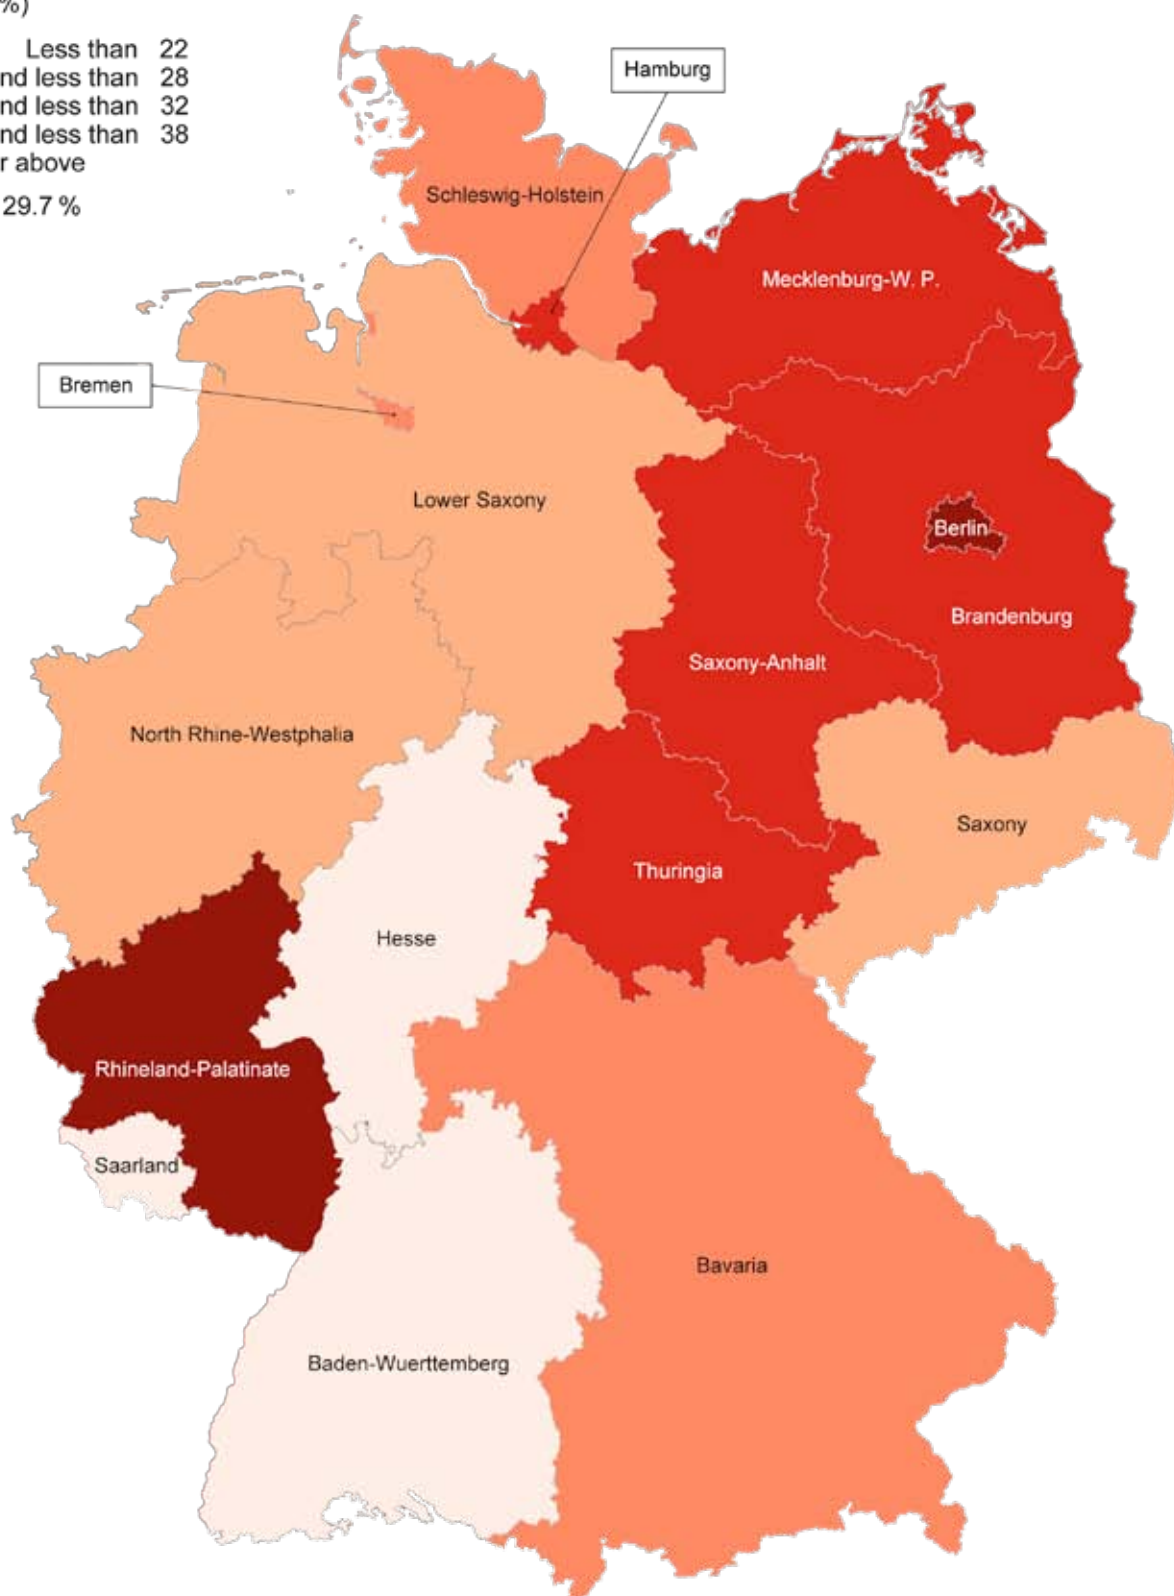 %)
Less than 22
nd less than 28
nd less than 32
nd less than 38
r above
29.7 %
Hamburg
Schleswig-Holstein
Mecklenburg-W. P.
Bremen
Lower Saxony
Berlin
Brandenburg
Saxony-Anhalt
North Rhine-Westphalia
Saxony
Thuringia
Hesse
Rhineland-Palatinate
Saarland
Bavaria
Baden-Wuerttemberg